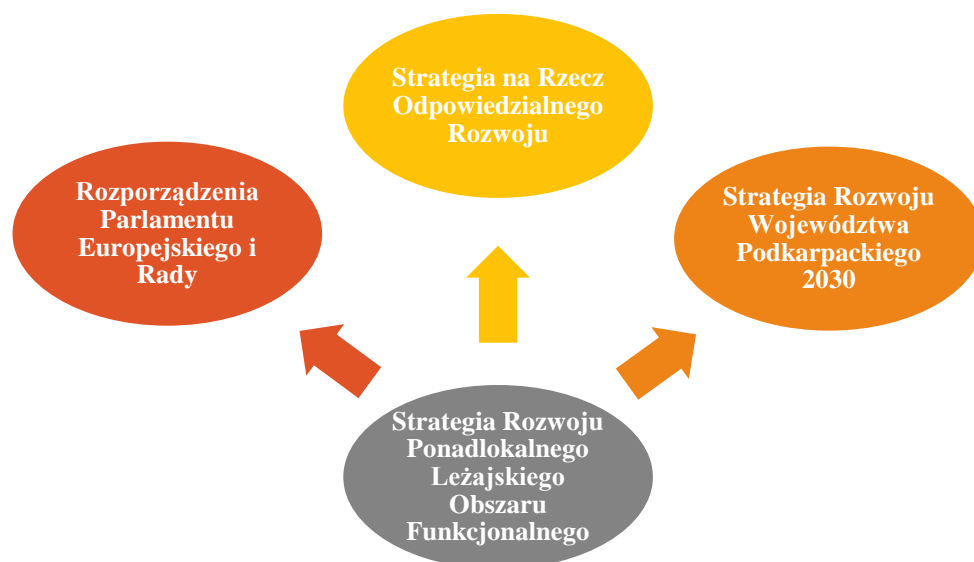 Strategia na Rzecz
Odpowiedzialnego
Rozwoju
Rozporządzenia
Parlamentu
Europejskiego i
Rady
Strategia Rozwoju
Województwa
Podkarpackiego
2030
Strategia Rozwoju
Ponadlokalnego
Leżajskiego
Obszaru
Funkcjonalnego